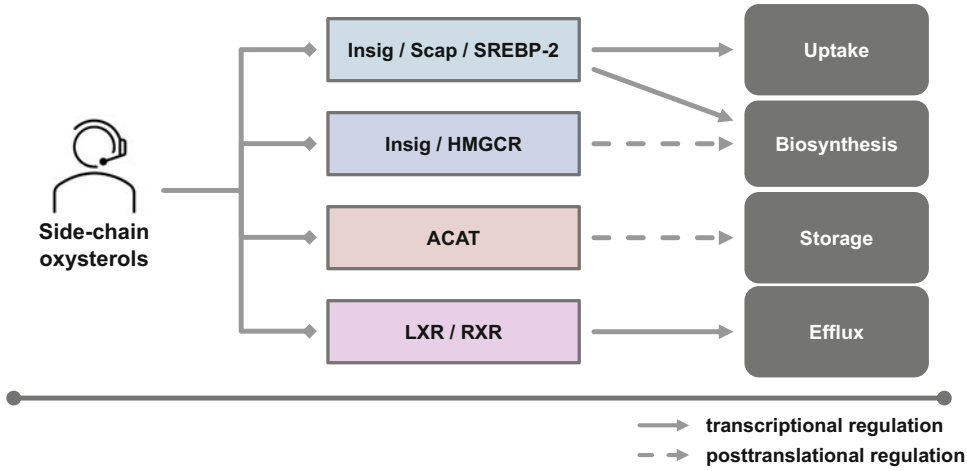 Side-chain
oxysterols
Insig / Scap / SREBP-2
Insig / HMGCR
ACAT
LXR / RXR
Uptake
Biosynthesis
Storage
Efflux
transcriptional regulation
posttranslational regulation